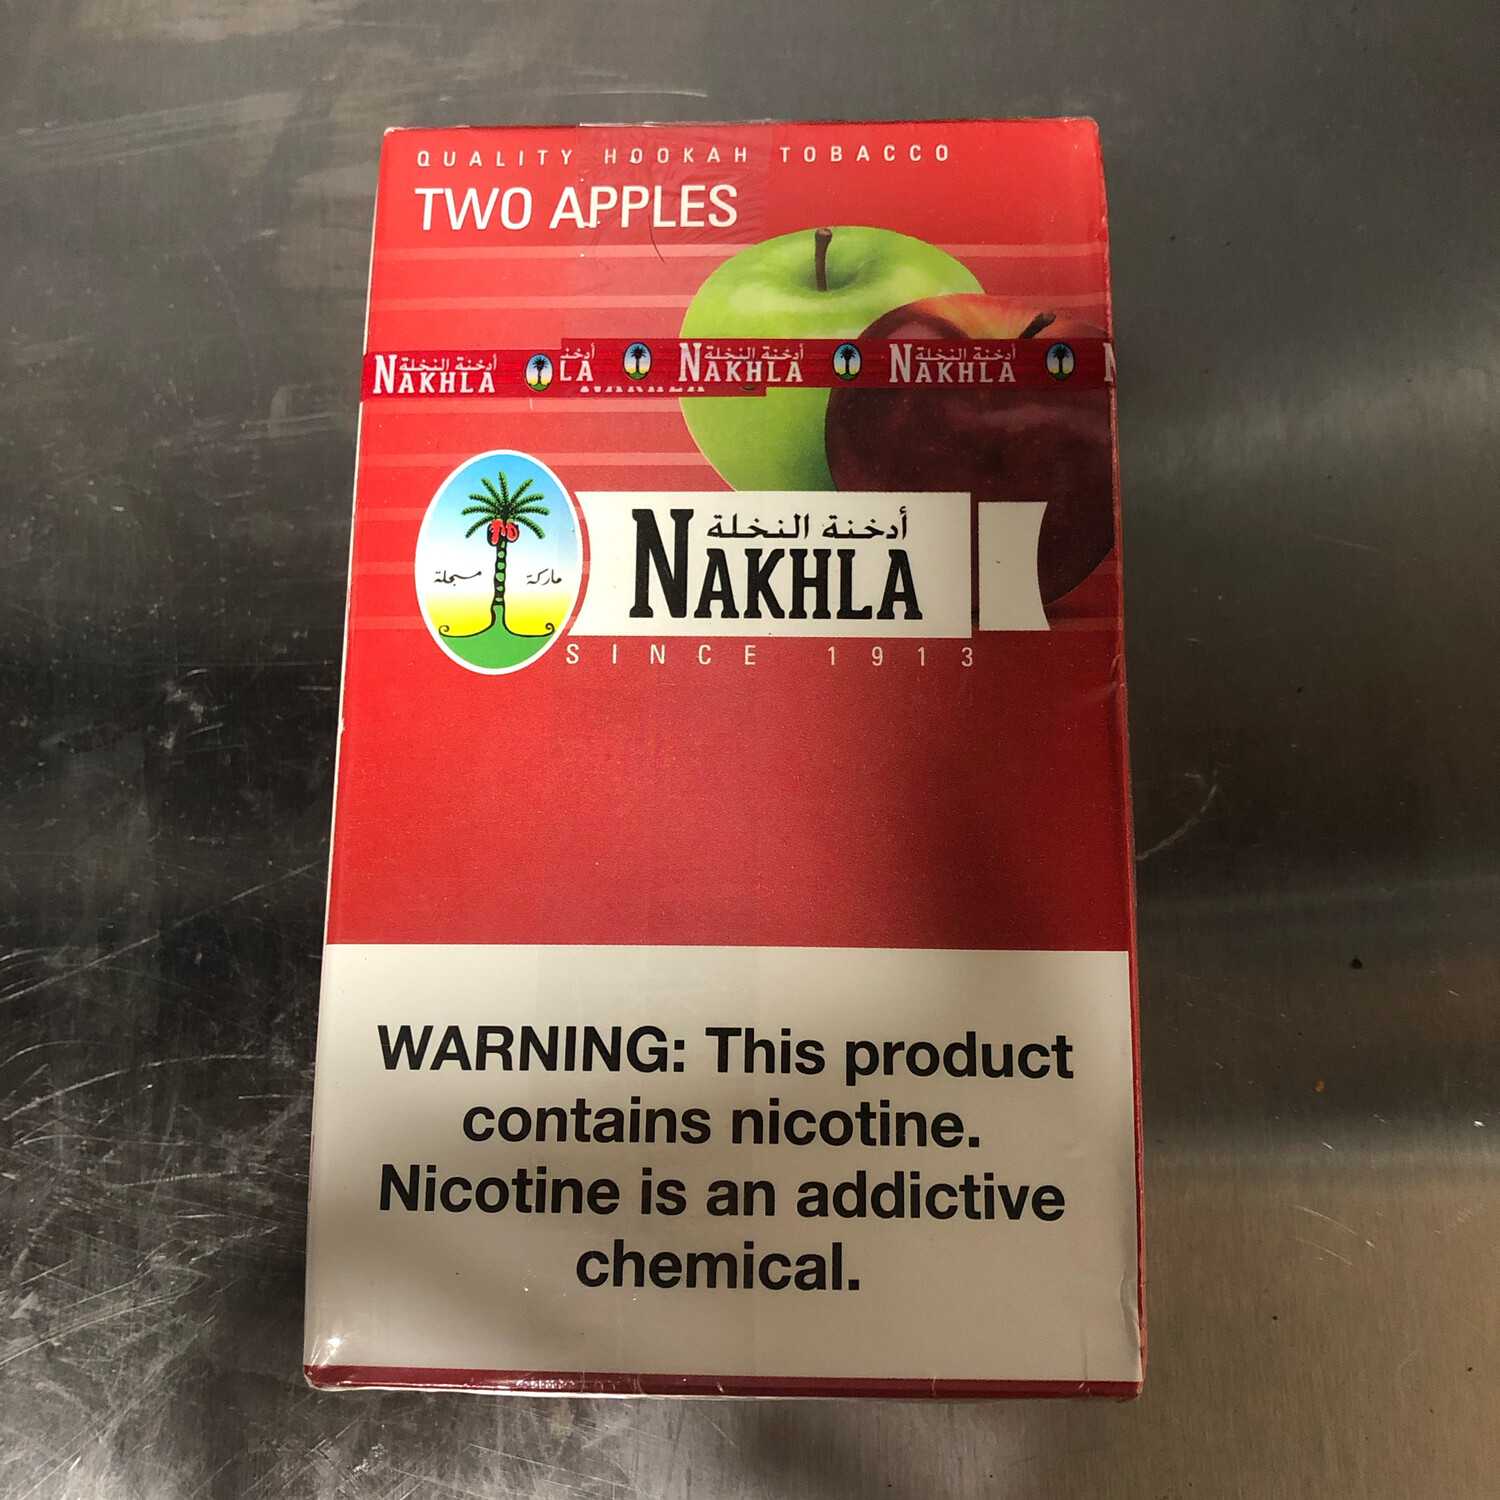 QUALITY HOOKAH TOBACCO
TWO APPLES
أدخنة النخلة أدخنة النخلة أدخنة النخلة
NAKHLA LA NAKHLA NAKHLA N
أدخنة النخلة
NAKHLA
ماركة مسجلة
SINCE 1913
WARNING: This product
contains nicotine.
Nicotine is an addictive
chemical.